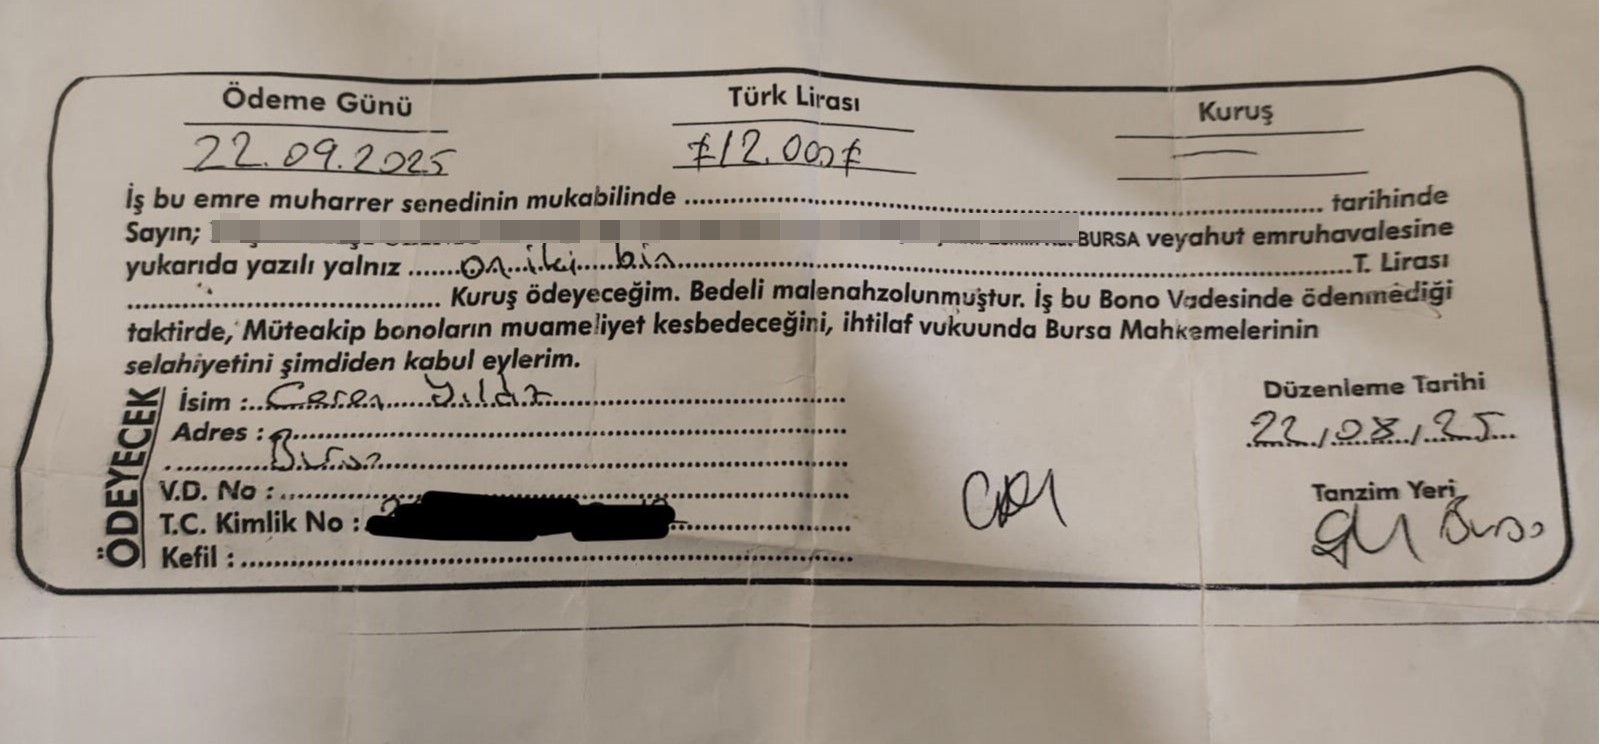 Ödeme Günü Türk Lirası Kuruş
22.09.2025 #12.000# —
İş bu emre muharrer senedinin mukabilinde ........ tarihinde
Sayın; BURSA veyahut emruhavalesine
yukarıda yazılı yalnız ....... on iki bin ........ T. Lirası
........ Kuruş ödeyeceğim. Bedeli malenahzolunmuştur. İş bu Bono Vadesinde ödenmediği
taktirde, Müteakip bonoların muameliyet kesbedeceğini, ihtilaf vukuunda Bursa Mahkemelerinin
selahiyetini şimdiden kabul eylerim.
ÖDEYECEK
İsim : Ceren Yıldız
Adres :
Bursa
V.D. No :
T.C. Kimlik No :
Kefil :
Düzenleme Tarihi
22/08/25
Tanzim Yeri
Bursa